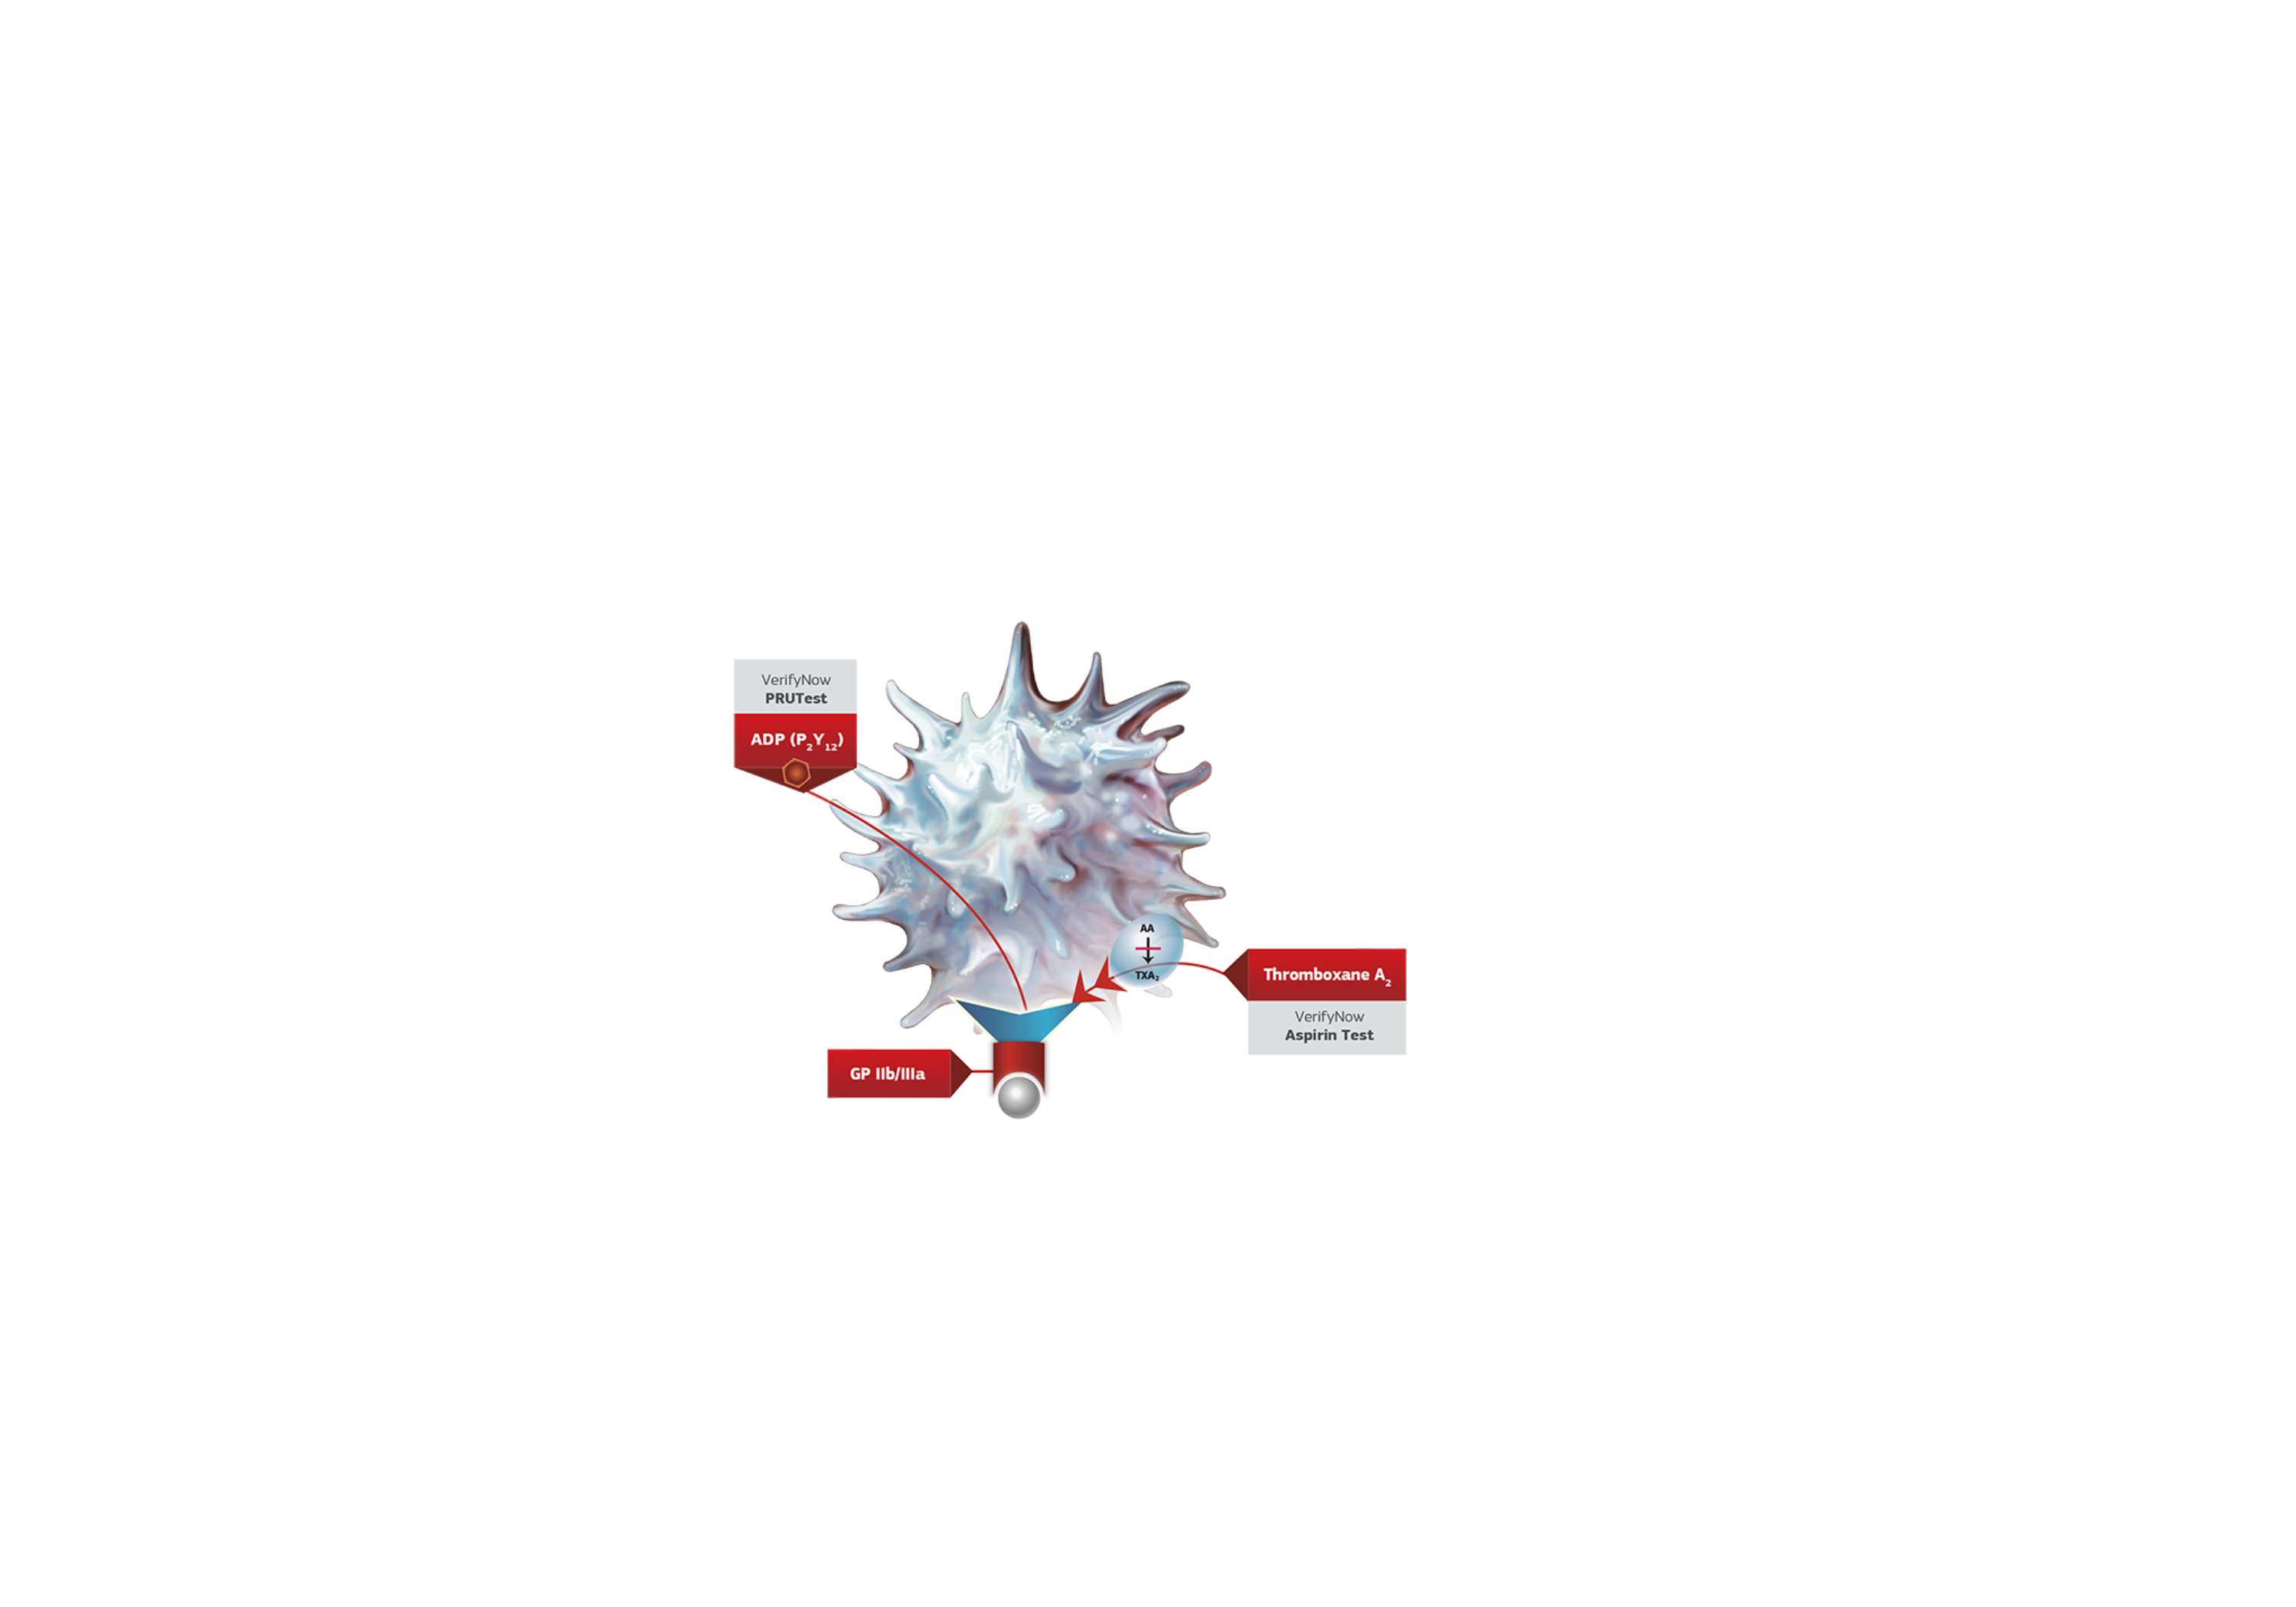 VerifyNow
PRUTest
ADP (P₂Y₁₂)
AA
TXA₂
Thromboxane A₂
VerifyNow
Aspirin Test
GP IIb/IIIa